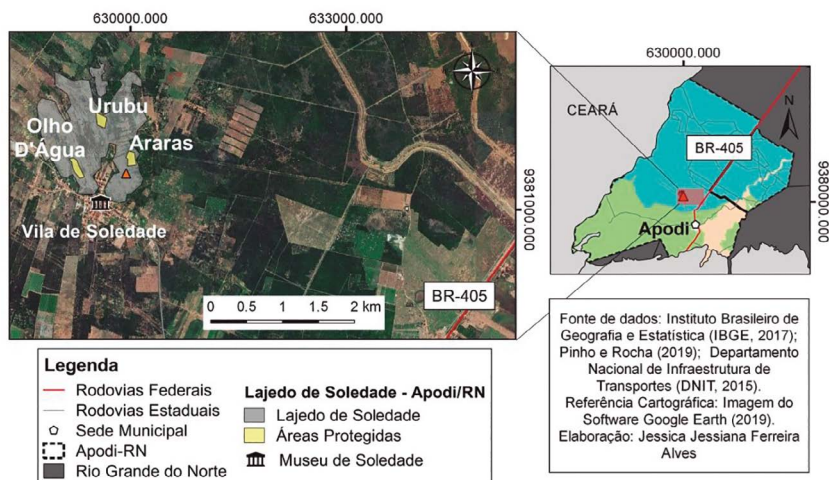 630000.000
633000.000
Urubu
Olho
D'Água
Araras
Vila de Soledade
9381000.000
0 0.5 1 1.5 2 km
BR-405
630000.000
CEARÁ
N
BR-405
Apodi
9380000.000
Legenda
Rodovias Federais
Rodovias Estaduais
Sede Municipal
Apodi-RN
Rio Grande do Norte
Lajedo de Soledade - Apodi/RN
Lajedo de Soledade
Áreas Protegidas
Museu de Soledade
Fonte de dados: Instituto Brasileiro de
Geografia e Estatística (IBGE, 2017);
Pinho e Rocha (2019); Departamento
Nacional de Infraestrutura de
Transportes (DNIT, 2015).
Referência Cartográfica: Imagem do
Software Google Earth (2019).
Elaboração: Jessica Jessiana Ferreira
Alves